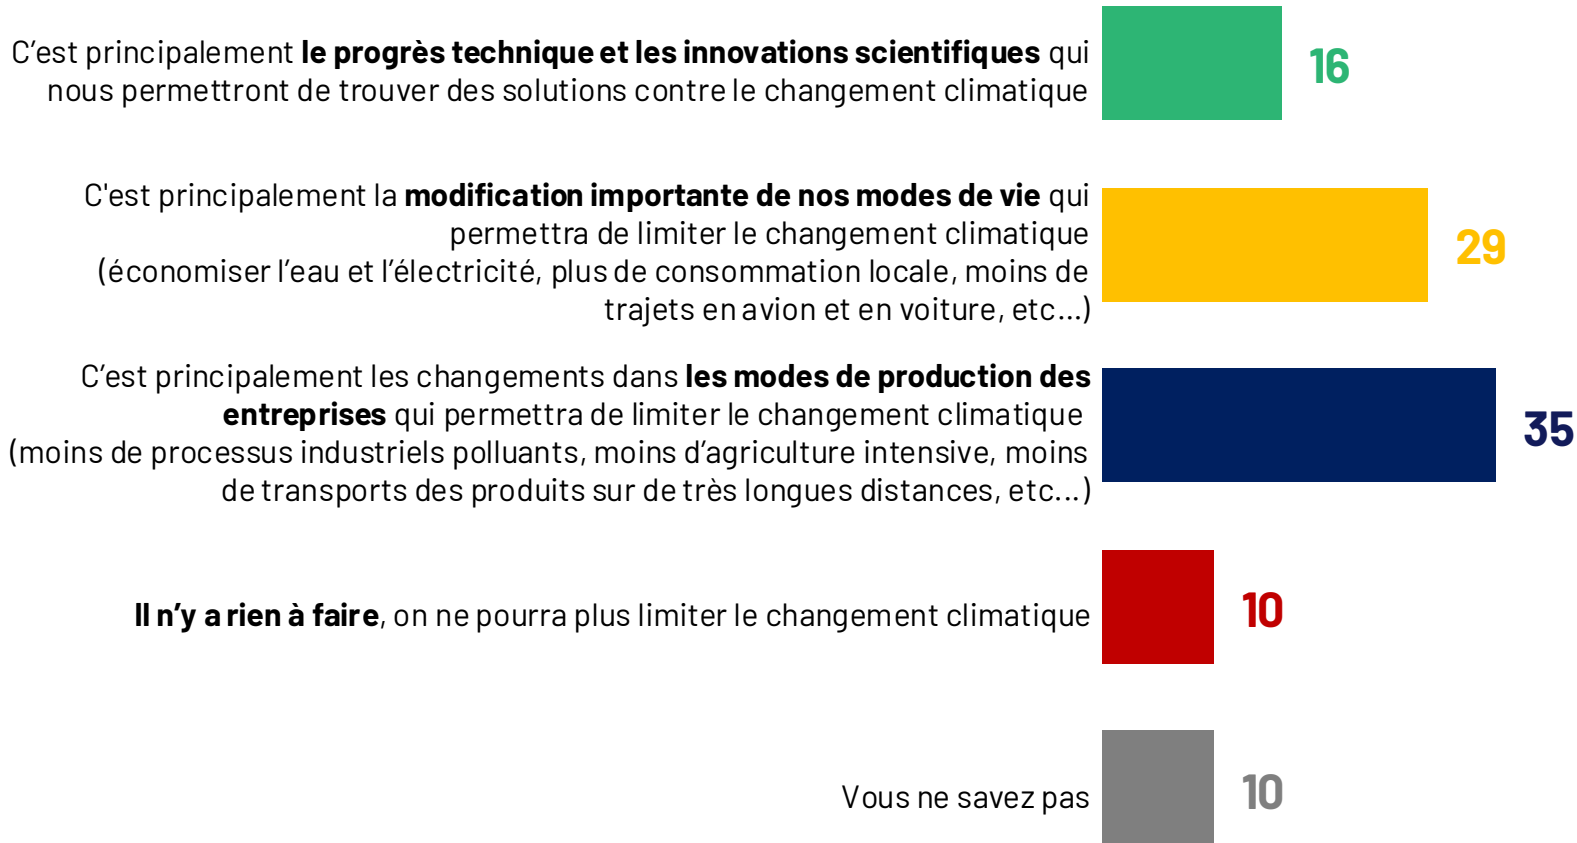 C’est principalement le progrès technique et les innovations scientifiques qui
nous permettront de trouver des solutions contre le changement climatique
16
C'est principalement la modification importante de nos modes de vie qui
permettra de limiter le changement climatique
(économiser l’eau et l’électricité, plus de consommation locale, moins de
trajets en avion et en voiture, etc…)
29
C’est principalement les changements dans les modes de production des
entreprises qui permettra de limiter le changement climatique
(moins de processus industriels polluants, moins d’agriculture intensive, moins
de transports des produits sur de très longues distances, etc…)
35
Il n’y a rien à faire, on ne pourra plus limiter le changement climatique
10
Vous ne savez pas
10